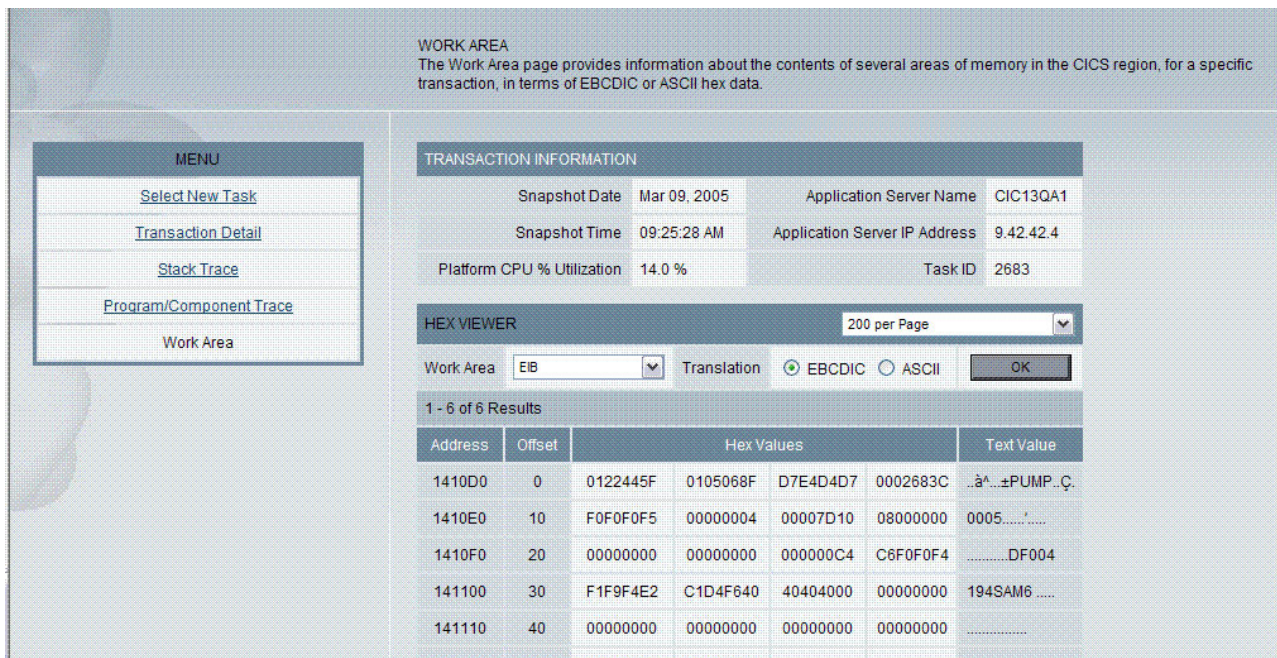 WORK AREA
The Work Area page provides information about the contents of several areas of memory in the CICS region, for a specific
transaction, in terms of EBCDIC or ASCII hex data.
MENU
Select New Task
Transaction Detail
Stack Trace
Program/Component Trace
Work Area
TRANSACTION INFORMATION
Snapshot Date Mar 09, 2005 Application Server Name CIC13QA1
Snapshot Time 09:25:28 AM Application Server IP Address 9.42.42.4
Platform CPU % Utilization 14.0 % Task ID 2683
HEX VIEWER 200 per Page
Work Area EIB Translation EBCDIC ASCII OK
1 - 6 of 6 Results
Address Offset Hex Values Text Value
1410D0 0 0122445F 0105068F D7E4D4D7 0002683C ..à^...±PUMP..Ç.
1410E0 10 F0F0F0F5 00000004 00007D10 08000000 0005......'.....
1410F0 20 00000000 00000000 000000C4 C6F0F0F4 ...........DF004
141100 30 F1F9F4E2 C1D4F640 40404000 00000000 194SAM6 .....
141110 40 00000000 00000000 00000000 00000000 ................